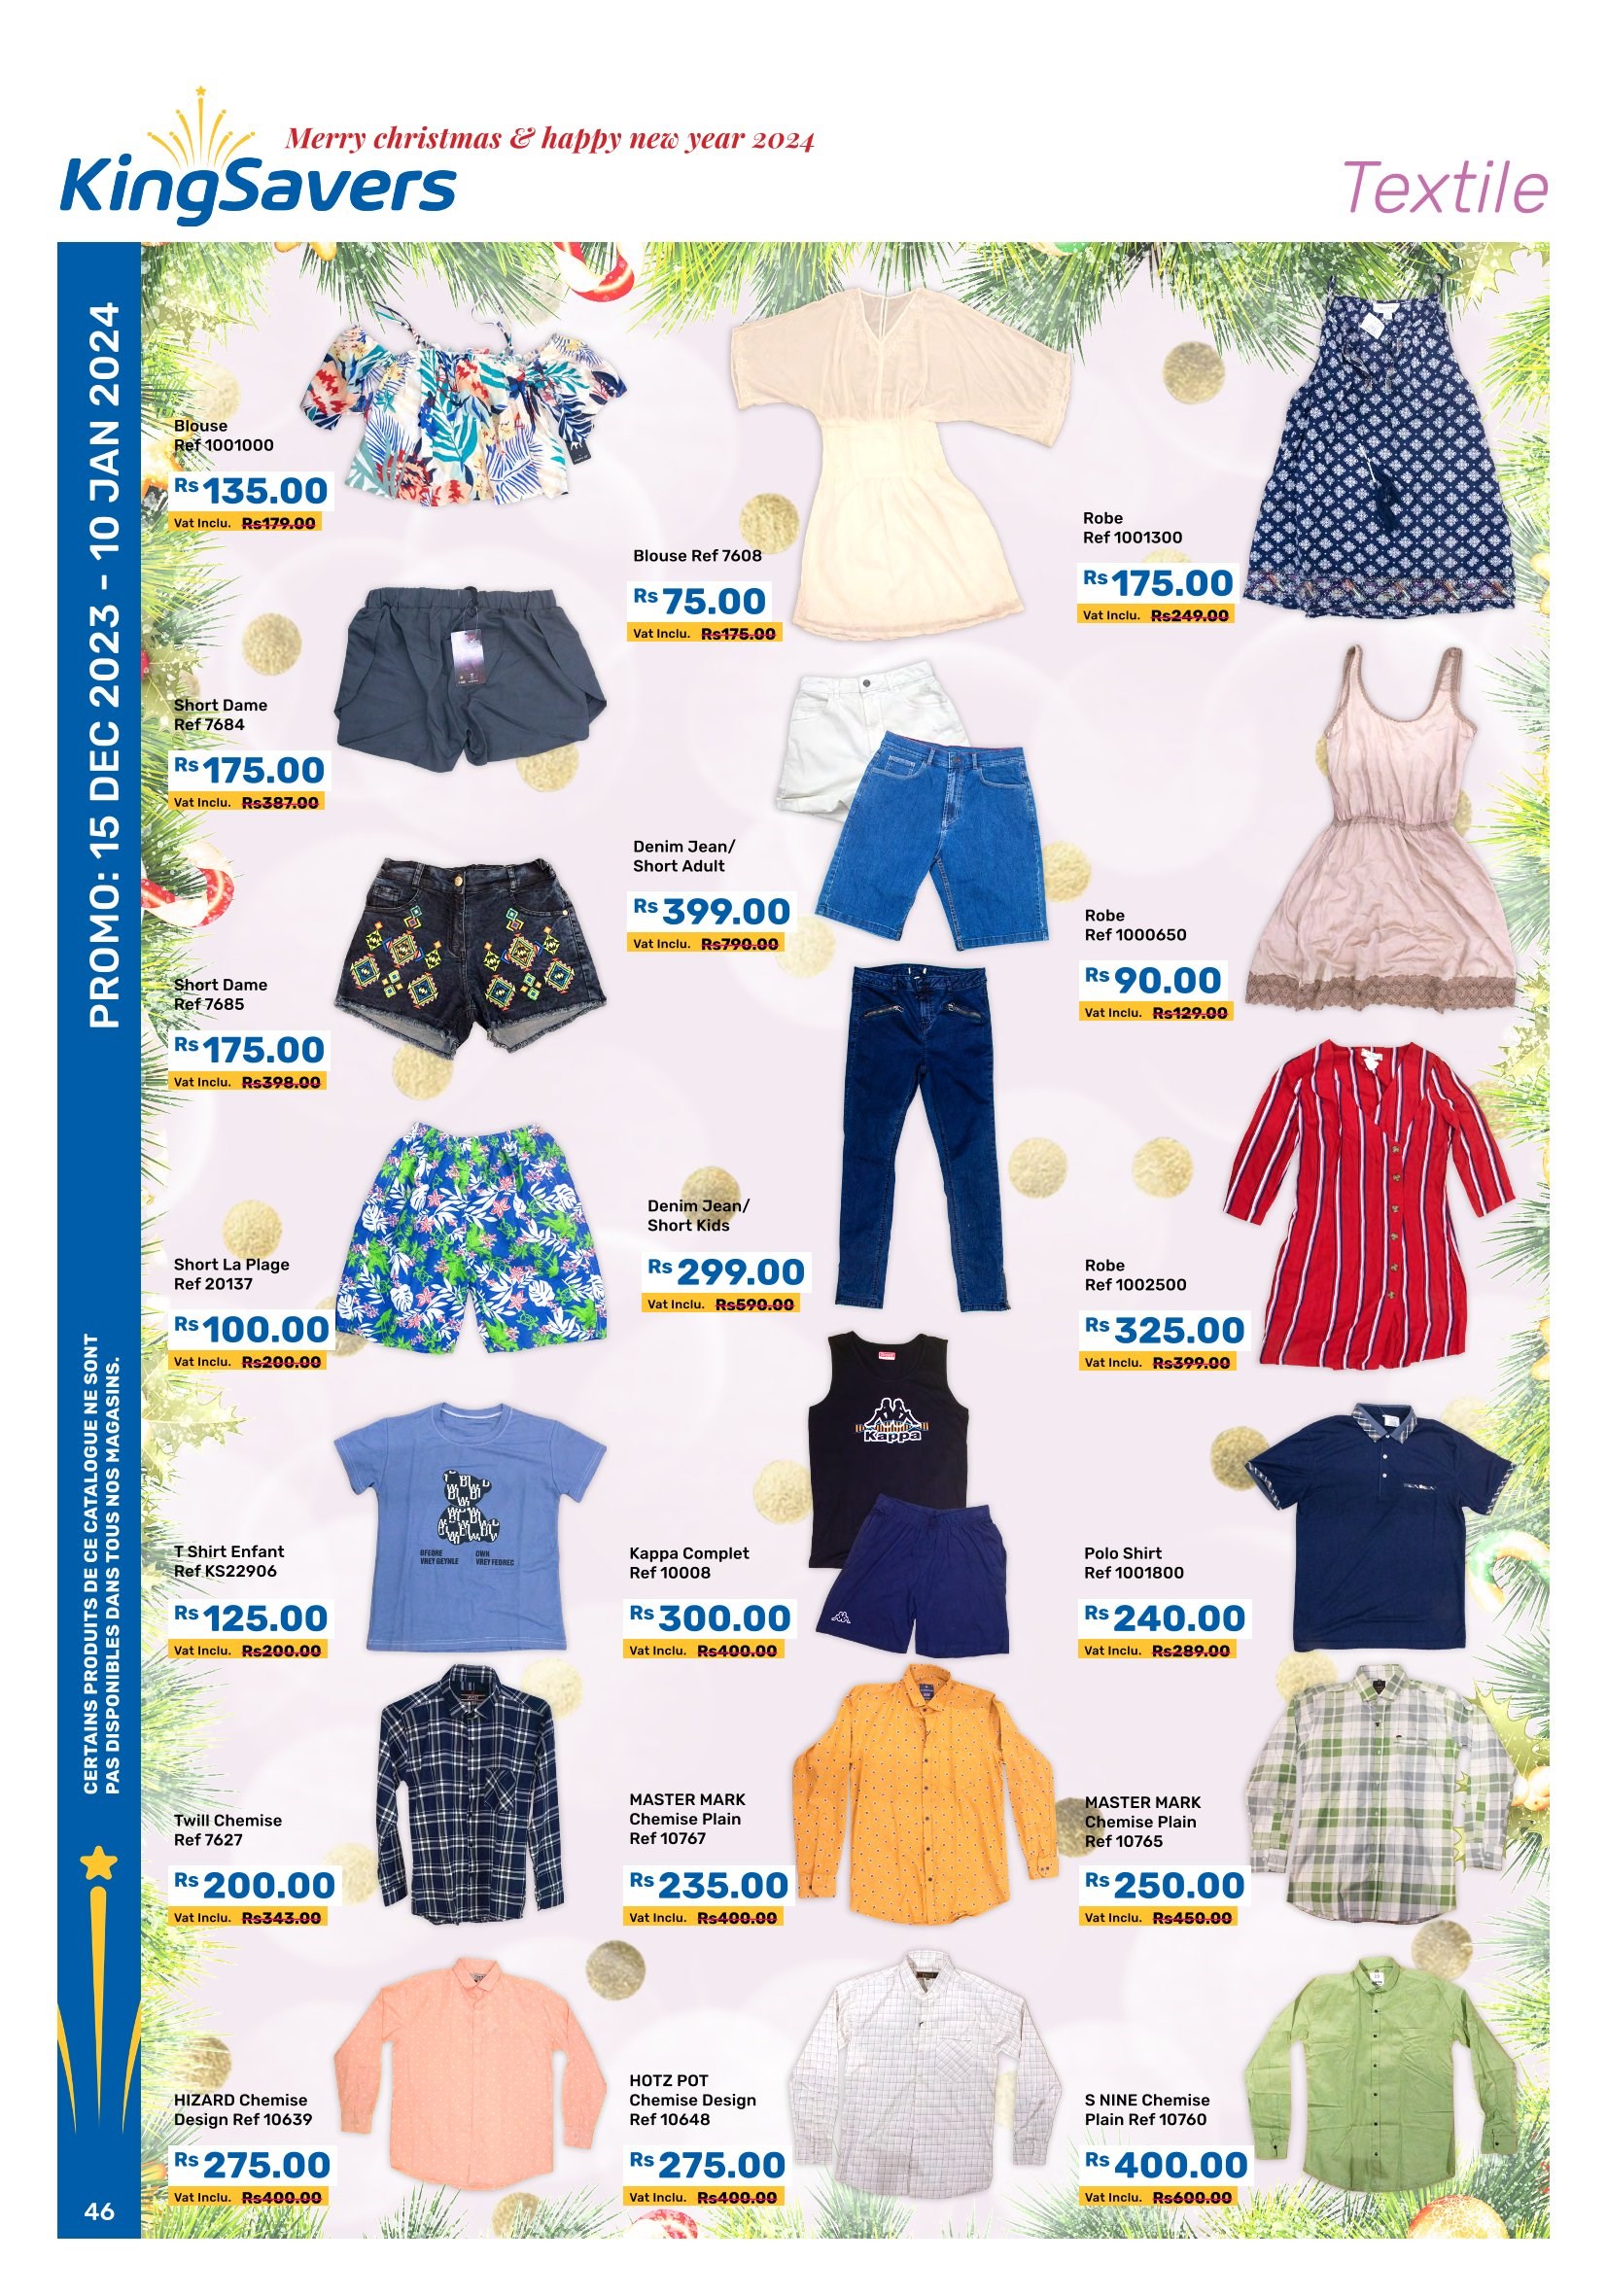 Merry christmas & happy new year 2024
KingSavers
Textile
PROMO: 15 DEC 2023 - 10 JAN 2024
CERTAINS PRODUITS DE CE CATALOGUE NE SONT
PAS DISPONIBLES DANS TOUS NOS MAGASINS.
46
Blouse
Ref 1001000
Rs 135.00
Vat Inclu. Rs179.00
Blouse Ref 7608
Rs 75.00
Vat Inclu. Rs175.00
Robe
Ref 1001300
Rs 175.00
Vat Inclu. Rs249.00
Short Dame
Ref 7684
Rs 175.00
Vat Inclu. Rs387.00
Denim Jean/
Short Adult
Rs 399.00
Vat Inclu. Rs790.00
Robe
Ref 1000650
Rs 90.00
Vat Inclu. Rs129.00
Short Dame
Ref 7685
Rs 175.00
Vat Inclu. Rs398.00
Denim Jean/
Short Kids
Rs 299.00
Vat Inclu. Rs590.00
Robe
Ref 1002500
Rs 325.00
Vat Inclu. Rs399.00
Short La Plage
Ref 20137
Rs 100.00
Vat Inclu. Rs200.00
T Shirt Enfant
Ref KS22906
Rs 125.00
Vat Inclu. Rs200.00
BFEORE OWN
VREY GEYNLE VREY FEDREC
Kappa
Kappa Complet
Ref 10008
Rs 300.00
Vat Inclu. Rs400.00
Polo Shirt
Ref 1001800
Rs 240.00
Vat Inclu. Rs289.00
Twill Chemise
Ref 7627
Rs 200.00
Vat Inclu. Rs343.00
MASTER MARK
Chemise Plain
Ref 10767
Rs 235.00
Vat Inclu. Rs400.00
MASTER MARK
Chemise Plain
Ref 10765
Rs 250.00
Vat Inclu. Rs450.00
HIZARD Chemise
Design Ref 10639
Rs 275.00
Vat Inclu. Rs400.00
HOTZ POT
Chemise Design
Ref 10648
Rs 275.00
Vat Inclu. Rs400.00
S NINE Chemise
Plain Ref 10760
Rs 400.00
Vat Inclu. Rs600.00